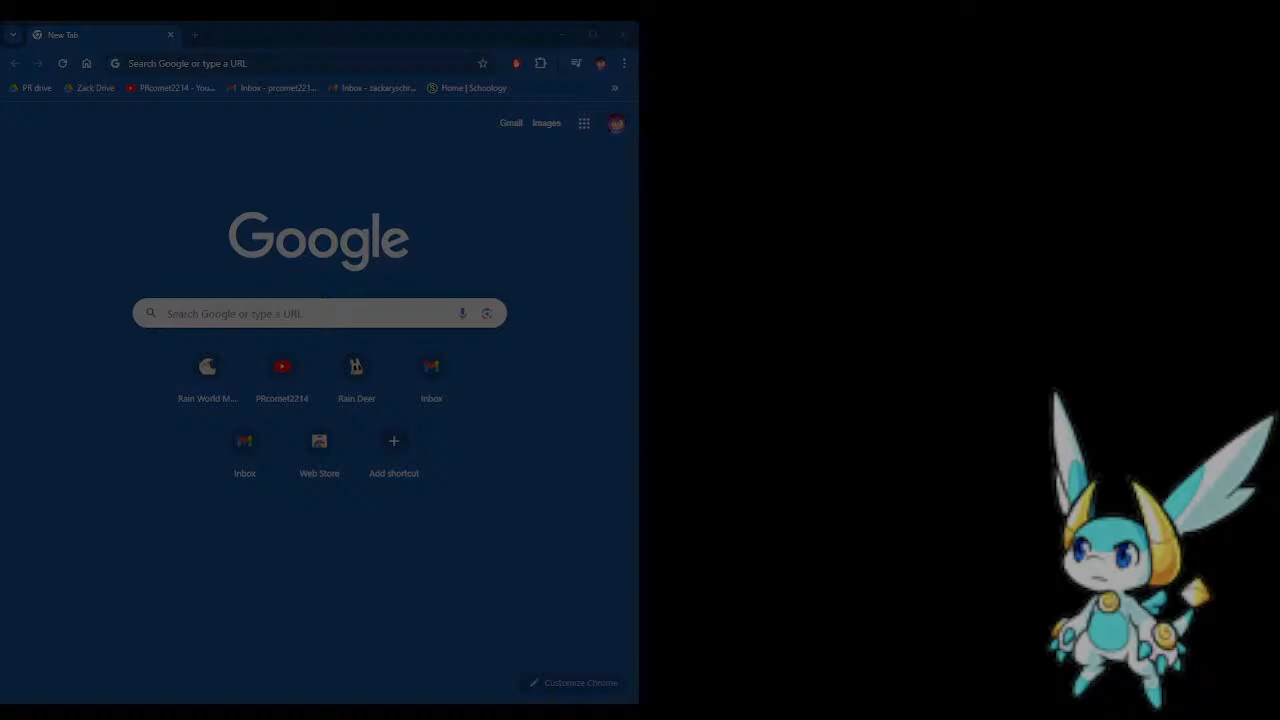 New Tab
Search Google or type a URL
PR drive Zack Drive PRcomet2214 - You... Inbox - prcomet221... Inbox - zackaryschr... Home | Schoology
Gmail Images
Google
Search Google or type a URL
Rain World M... PRcomet2214 Rain Deer Inbox
Inbox Web Store Add shortcut
Customize Chrome